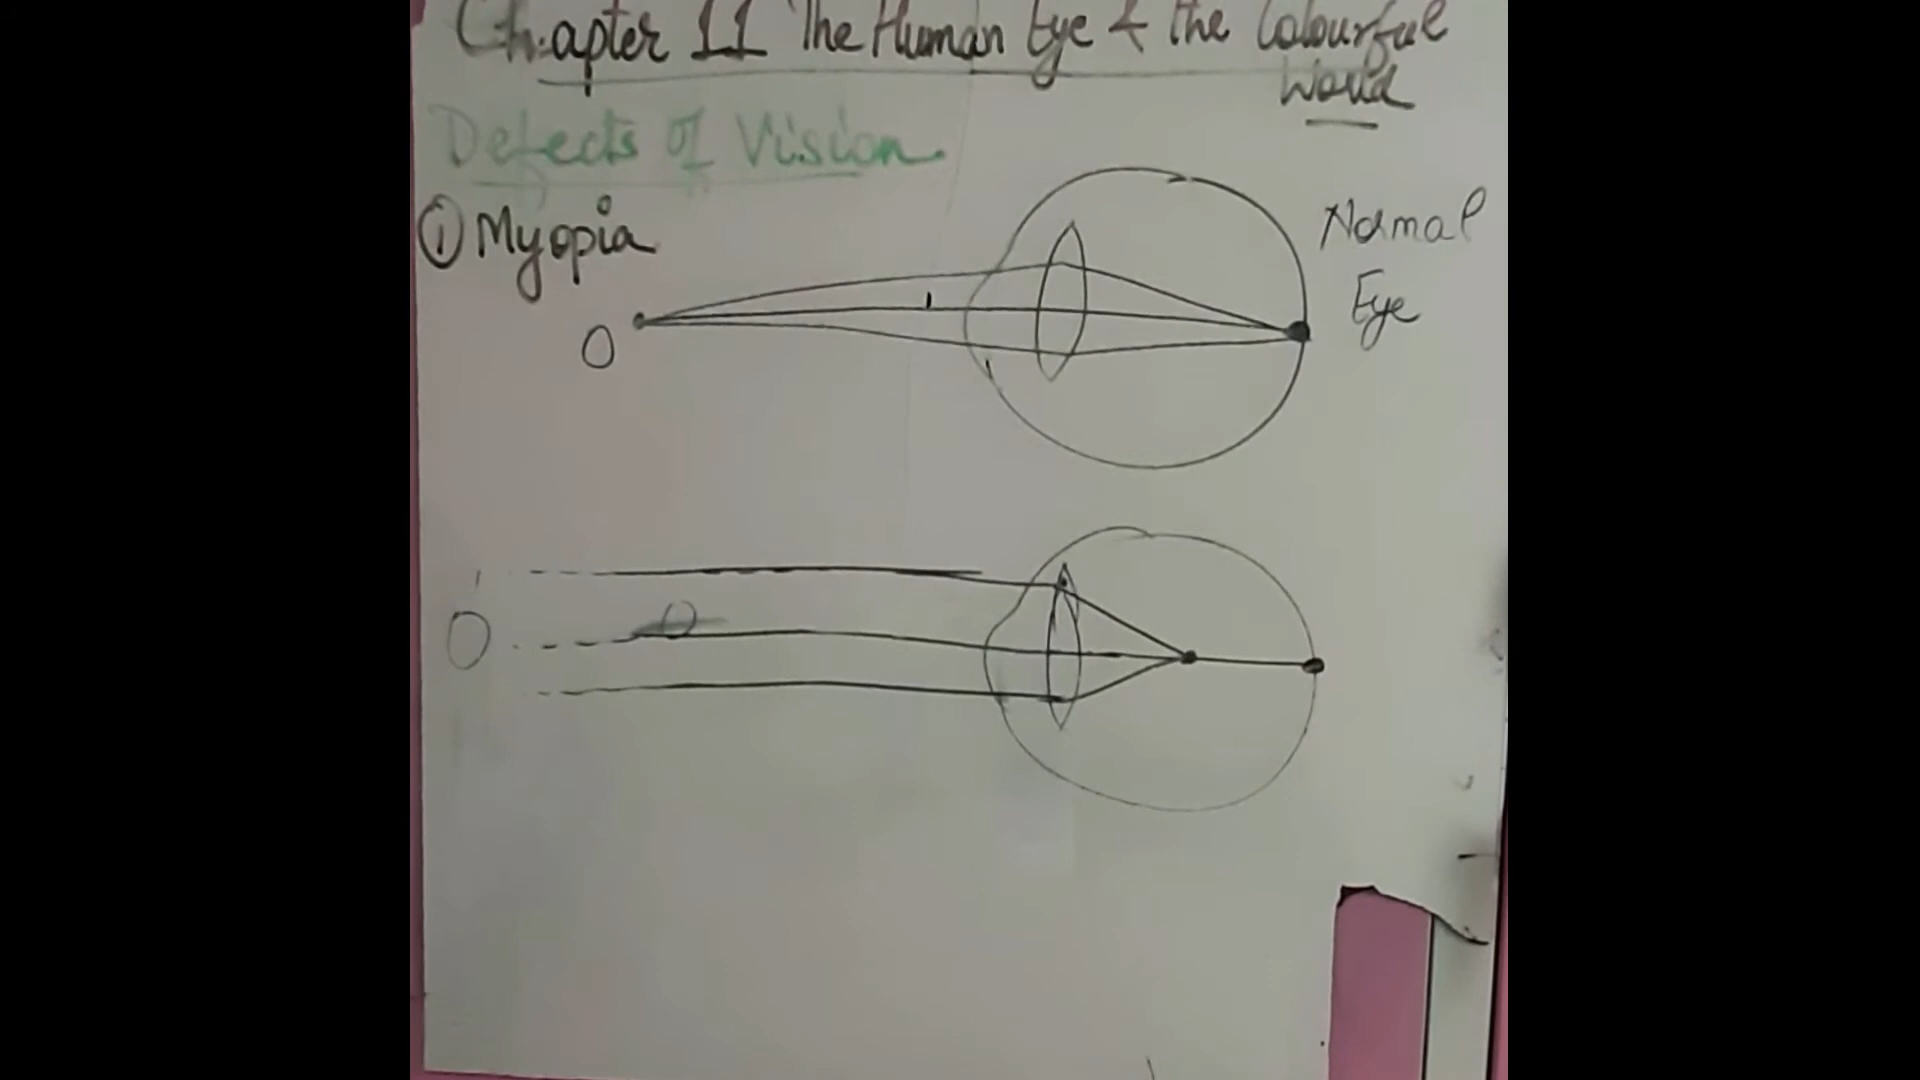 Chapter 11 The Human Eye & the Colourful
World
Defects of Vision.
① Myopia
Normal
Eye
O
O
O